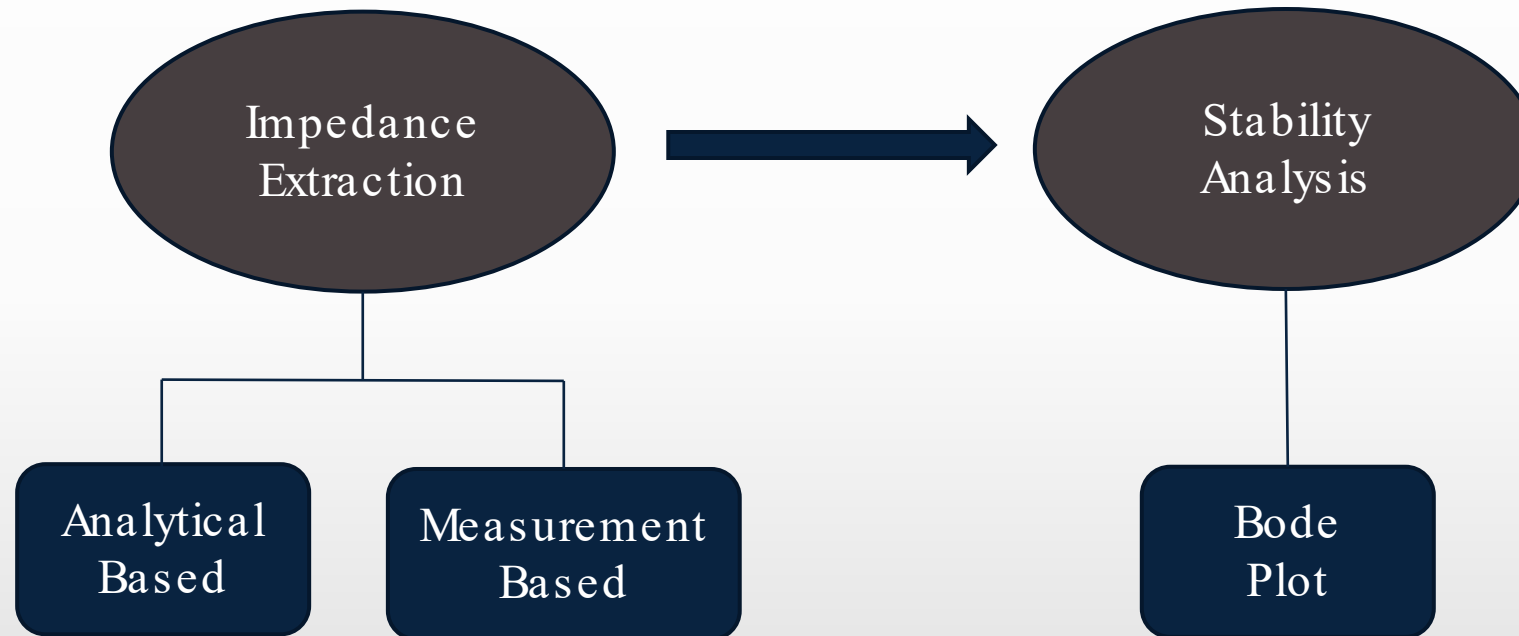 Impedance
Extraction
Stability
Analysis
Analytical
Based
Measurement
Based
Bode
Plot